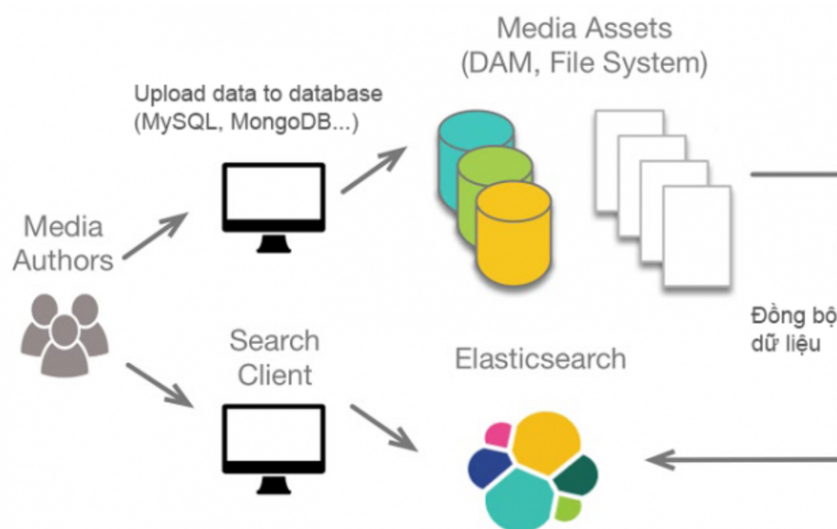 Media Assets
(DAM, File System)
Upload data to database
(MySQL, MongoDB...)
Media
Authors
Đồng bộ
dữ liệu
Search
Client
Elasticsearch